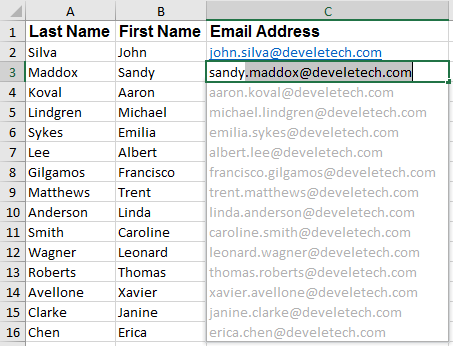 A B C
1 Last Name First Name Email Address
2 Silva John john.silva@develetech.com
3 Maddox Sandy sandy.maddox@develetech.com
4 Koval Aaron aaron.koval@develetech.com
5 Lindgren Michael michael.lindgren@develetech.com
6 Sykes Emilia emilia.sykes@develetech.com
7 Lee Albert albert.lee@develetech.com
8 Gilgamos Francisco francisco.gilgamos@develetech.com
9 Matthews Trent trent.matthews@develetech.com
10 Anderson Linda linda.anderson@develetech.com
11 Smith Caroline caroline.smith@develetech.com
12 Wagner Leonard leonard.wagner@develetech.com
13 Roberts Thomas thomas.roberts@develetech.com
14 Avellone Xavier xavier.avellone@develetech.com
15 Clarke Janine janine.clarke@develetech.com
16 Chen Erica erica.chen@develetech.com